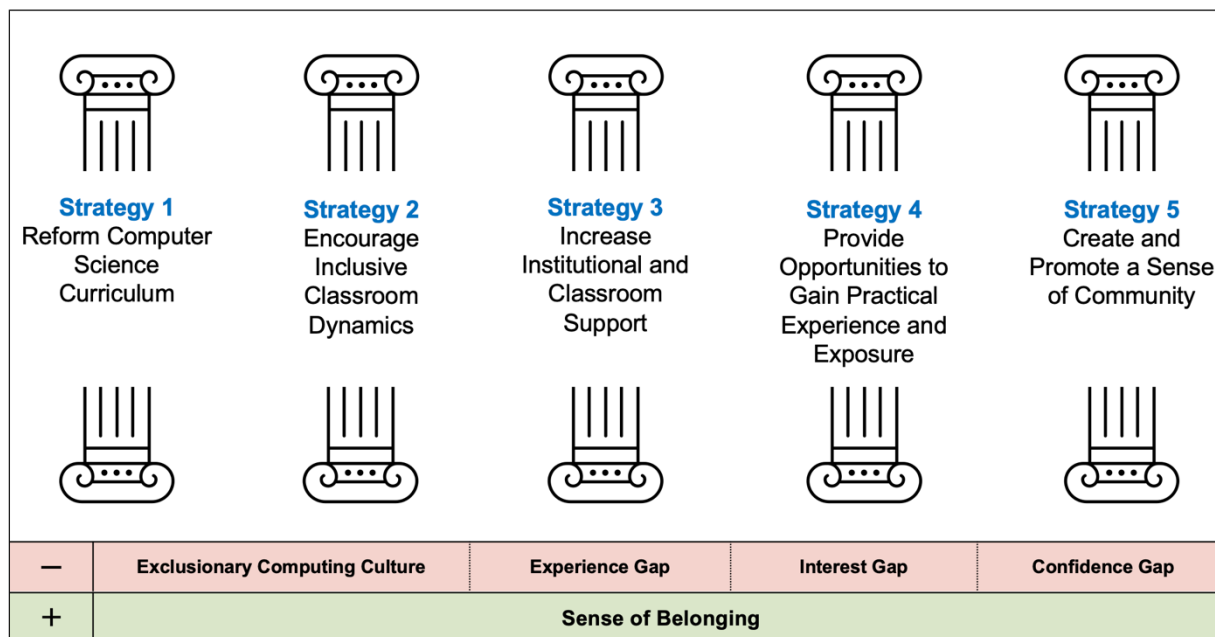 Strategy 1
Reform Computer
Science
Curriculum
Strategy 2
Encourage
Inclusive
Classroom
Dynamics
Strategy 3
Increase
Institutional and
Classroom
Support
Strategy 4
Provide
Opportunities to
Gain Practical
Experience and
Exposure
Strategy 5
Create and
Promote a Sense
of Community
− Exclusionary Computing Culture Experience Gap Interest Gap Confidence Gap
+ Sense of Belonging